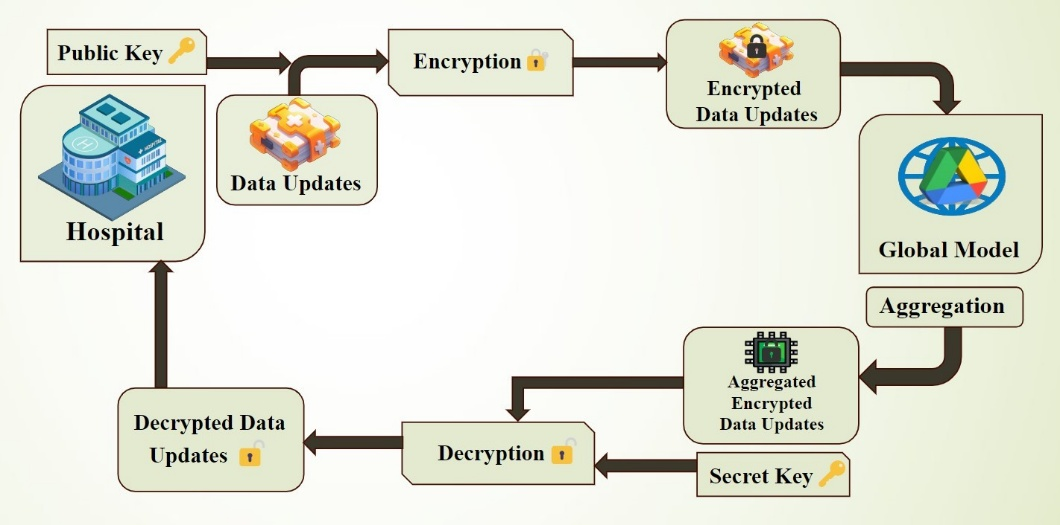 Public Key
Encryption
Encrypted
Data Updates
Data Updates
Hospital
Global Model
Aggregation
Aggregated
Encrypted
Data Updates
Decrypted Data
Updates
Decryption
Secret Key